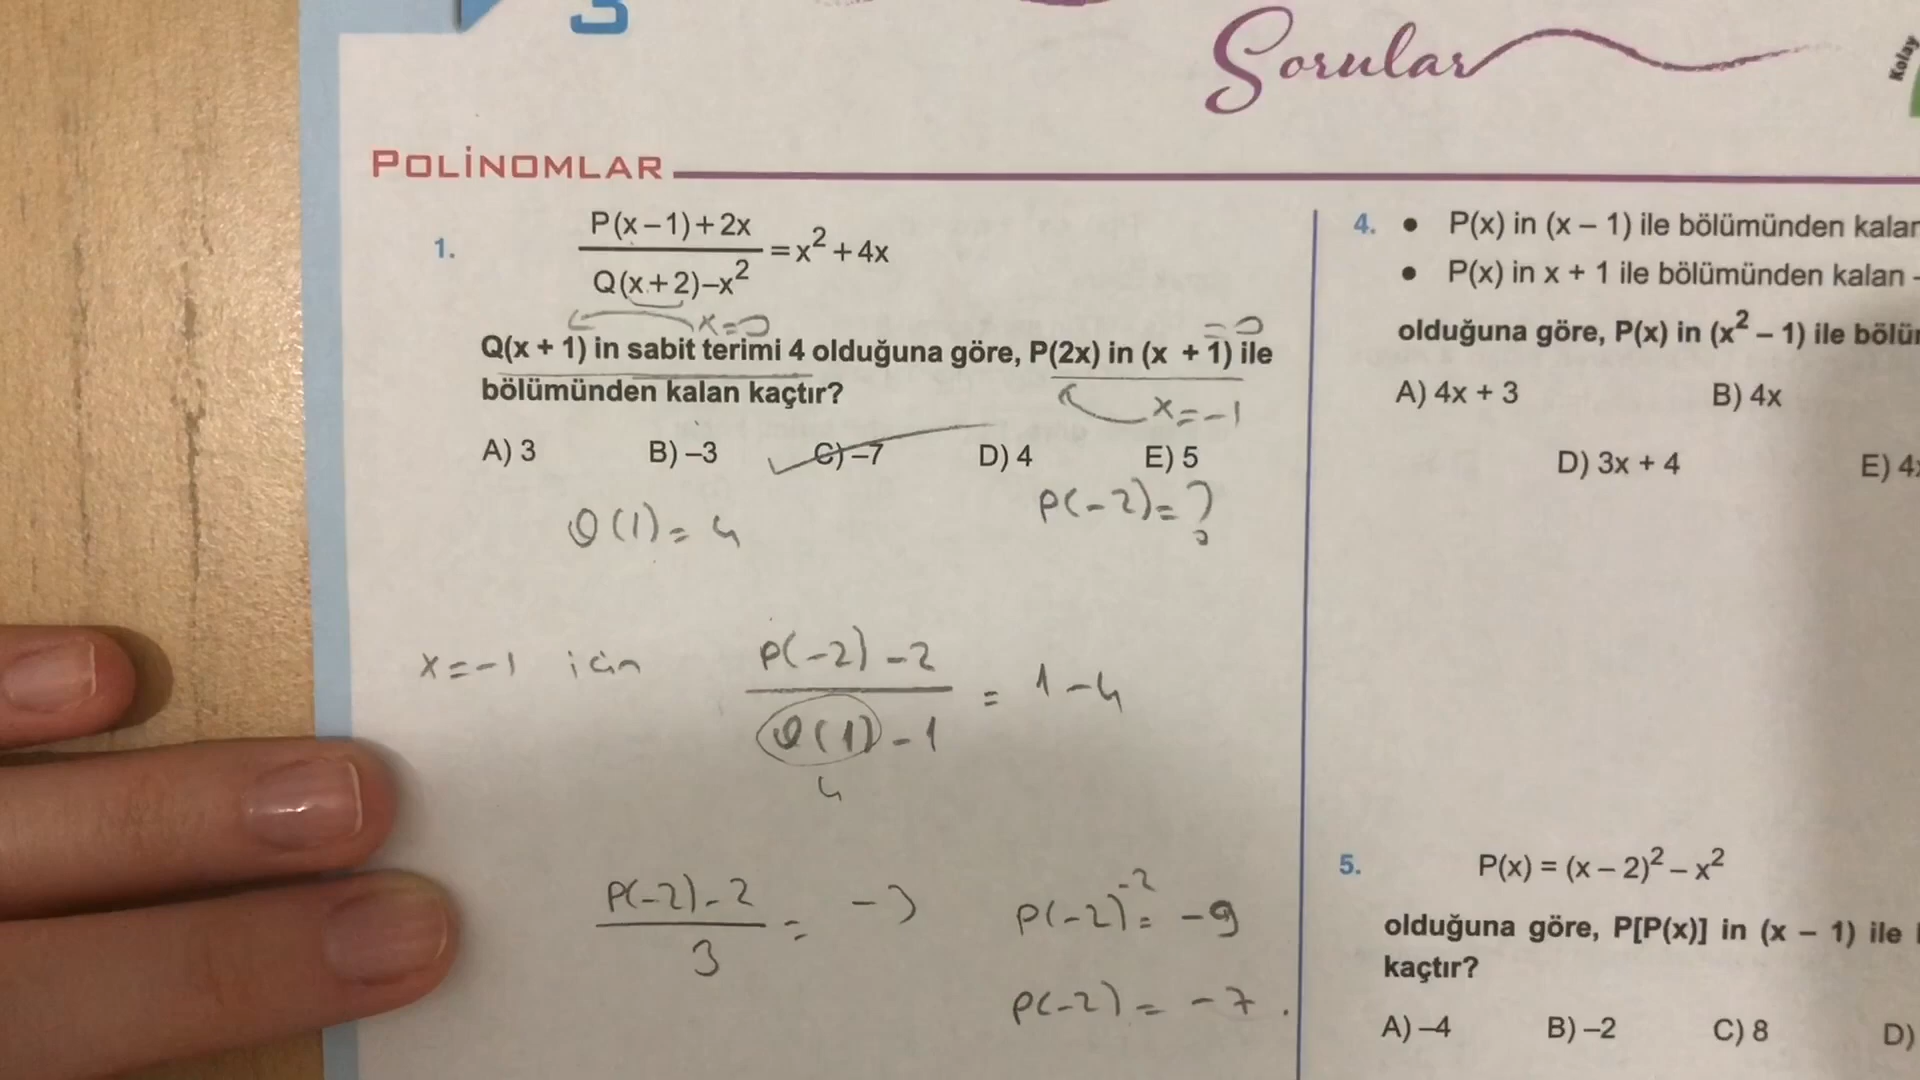 3
Sorular
Kolay
POLİNOMLAR
1. P(x–1)+2x
Q(x+2)–x² = x² + 4x
x=0
=0
Q(x + 1) in sabit terimi 4 olduğuna göre, P(2x) in (x + 1) ile
bölümünden kalan kaçtır?
x=-1
A) 3 B) –3 C) –7 D) 4 E) 5
Q(1) = 4
P(-2) = ?
x=-1 için P(-2) -2
Q(1) -1 = 1-4
4
P(-2)-2
3 = -3
P(-2)-2 = -9
P(-2) = -7.
4. • P(x) in (x – 1) ile bölümünden kalan
• P(x) in x + 1 ile bölümünden kalan
olduğuna göre, P(x) in (x² – 1) ile
A) 4x + 3 B) 4x
D) 3x + 4 E)
5. P(x) = (x – 2)² – x²
olduğuna göre, P[P(x)] in (x – 1) ile
kaçtır?
A) –4 B) –2 C) 8 D)